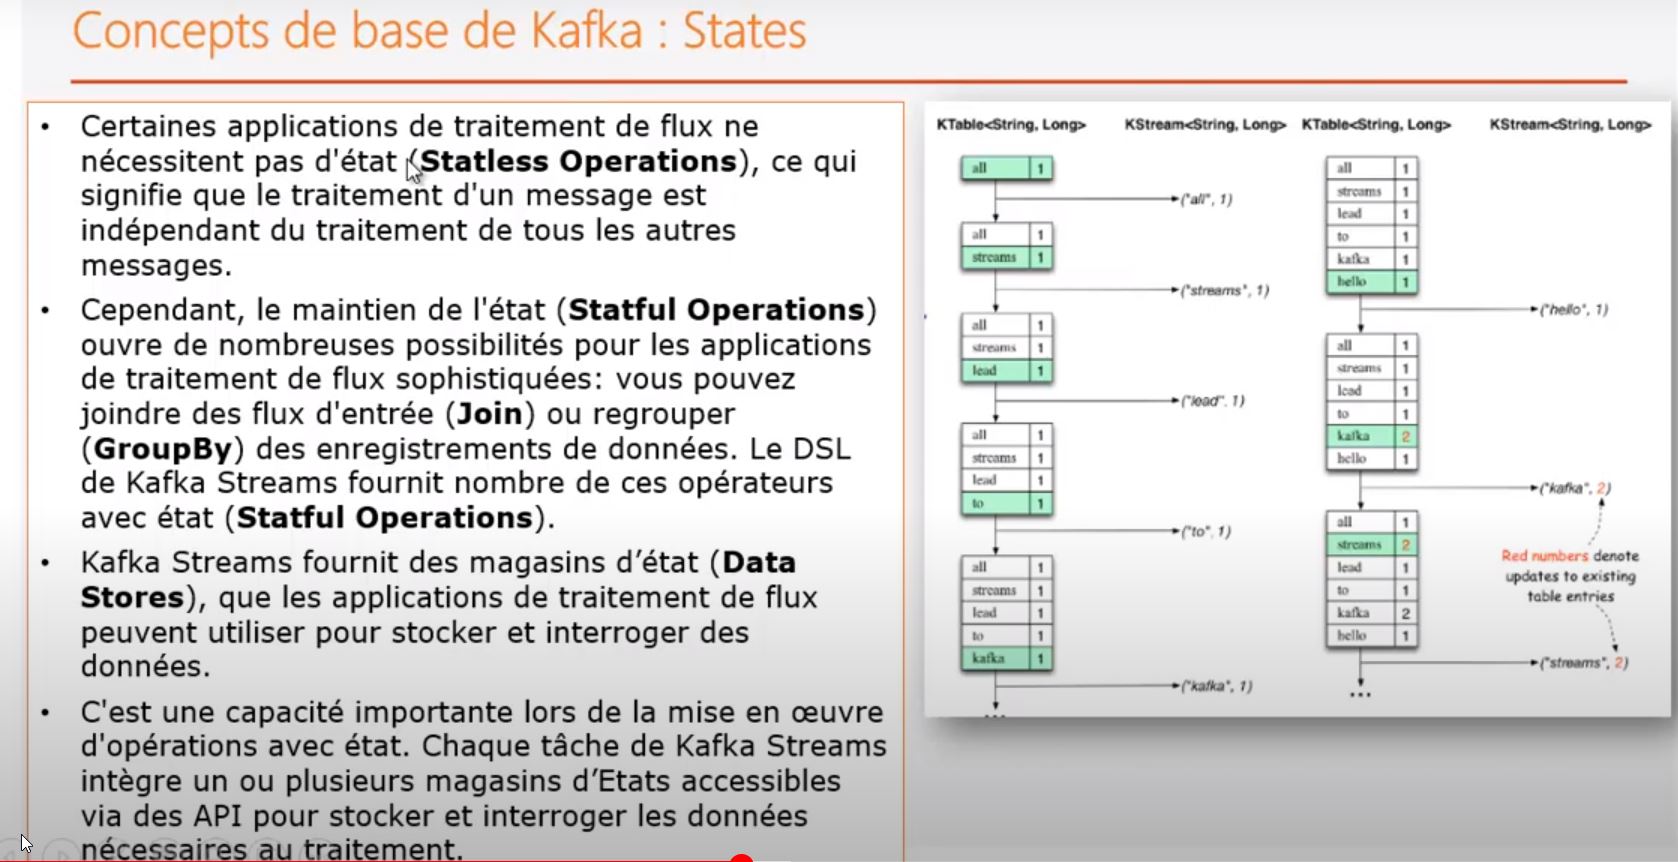 Concepts de base de Kafka : States
• Certaines applications de traitement de flux ne
nécessitent pas d'état (Statless Operations), ce qui
signifie que le traitement d'un message est
indépendant du traitement de tous les autres
messages.
• Cependant, le maintien de l'état (Statful Operations)
ouvre de nombreuses possibilités pour les applications
de traitement de flux sophistiquées: vous pouvez
joindre des flux d'entrée (Join) ou regrouper
(GroupBy) des enregistrements de données. Le DSL
de Kafka Streams fournit nombre de ces opérateurs
avec état (Statful Operations).
• Kafka Streams fournit des magasins d’état (Data
Stores), que les applications de traitement de flux
peuvent utiliser pour stocker et interroger des
données.
• C'est une capacité importante lors de la mise en œuvre
d'opérations avec état. Chaque tâche de Kafka Streams
intègre un ou plusieurs magasins d’Etats accessibles
via des API pour stocker et interroger les données
nécessaires au traitement.
KTable<String, Long> KStream<String, Long>
all 1
("all", 1)
all 1
streams 1
("streams", 1)
all 1
streams 1
lead 1
("lead". 1)
all 1
streams 1
lead 1
to 1
("to", 1)
all 1
streams 1
lead 1
to 1
kafka 1
("kafka", 1)
...
KTable<String, Long> KStream<String, Long>
all 1
streams 1
lead 1
to 1
kafka 1
hello 1
("hello", 1)
all 1
streams 1
lead 1
to 1
kafka 2
hello 1
("kafka", 2)
all 1
streams 2
lead 1
to 1
kafka 2
hello 1
Red numbers denote
updates to existing
table entries
("streams", 2)
...